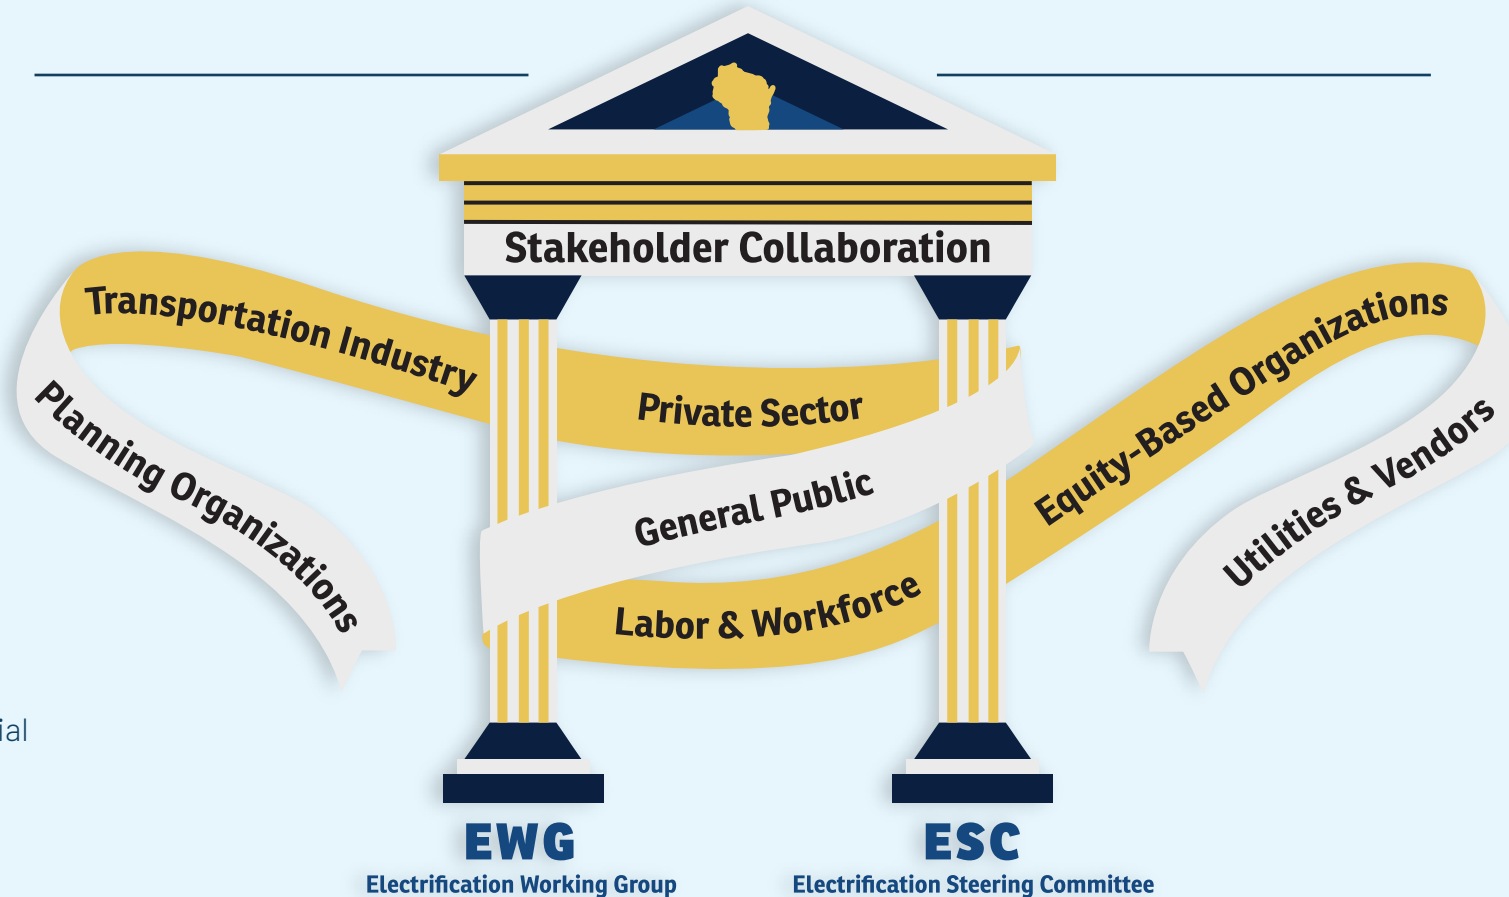 Stakeholder Collaboration
Transportation Industry
Private Sector
Equity-Based Organizations
Planning Organizations
General Public
Utilities & Vendors
Labor & Workforce
EWG
Electrification Working Group
ESC
Electrification Steering Committee